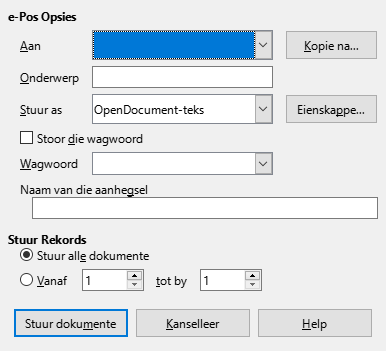 e-Pos Opsies
Aan Kopie na...
Onderwerp
Stuur as OpenDocument-teks Eienskappe...
Stoor die wagwoord
Wagwoord
Naam van die aanhegsel
Stuur Rekords
Stuur alle dokumente
Vanaf 1 tot by 1
Stuur dokumente Kanselleer Help